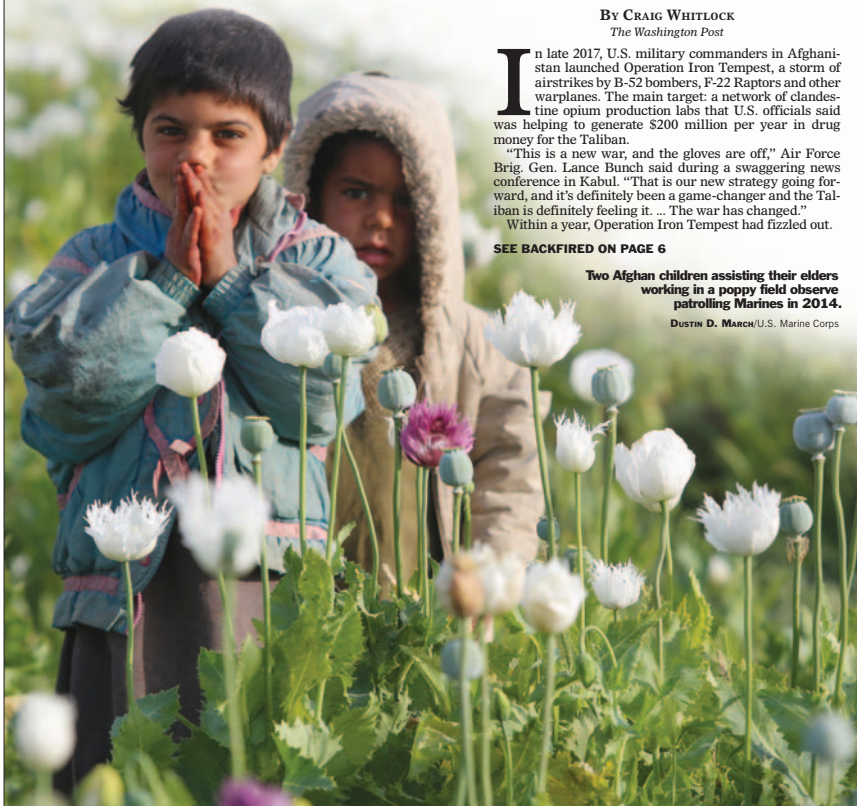 BY CRAIG WHITLOCK
The Washington Post
In late 2017, U.S. military commanders in Afghani-
stan launched Operation Iron Tempest, a storm of
airstrikes by B-52 bombers, F-22 Raptors and other
warplanes. The main target: a network of clandes-
tine opium production labs that U.S. officials said
was helping to generate $200 million per year in drug
money for the Taliban.
“This is a new war, and the gloves are off,” Air Force
Brig. Gen. Lance Bunch said during a swaggering news
conference in Kabul. “That is our new strategy going for-
ward, and it’s definitely been a game-changer and the Tal-
iban is definitely feeling it. ... The war has changed.”
Within a year, Operation Iron Tempest had fizzled out.
SEE BACKFIRED ON PAGE 6
Two Afghan children assisting their elders
working in a poppy field observe
patrolling Marines in 2014.
DUSTIN D. MARCH/U.S. Marine Corps